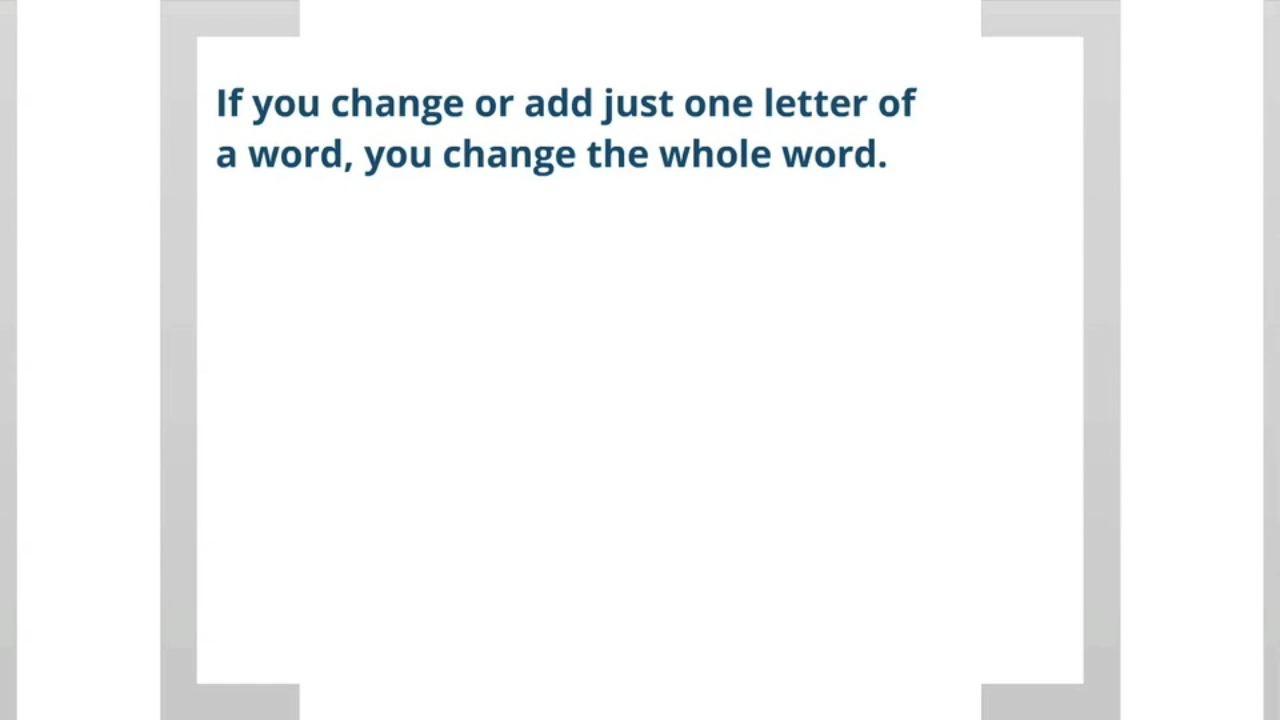 If you change or add just one letter of
a word, you change the whole word.